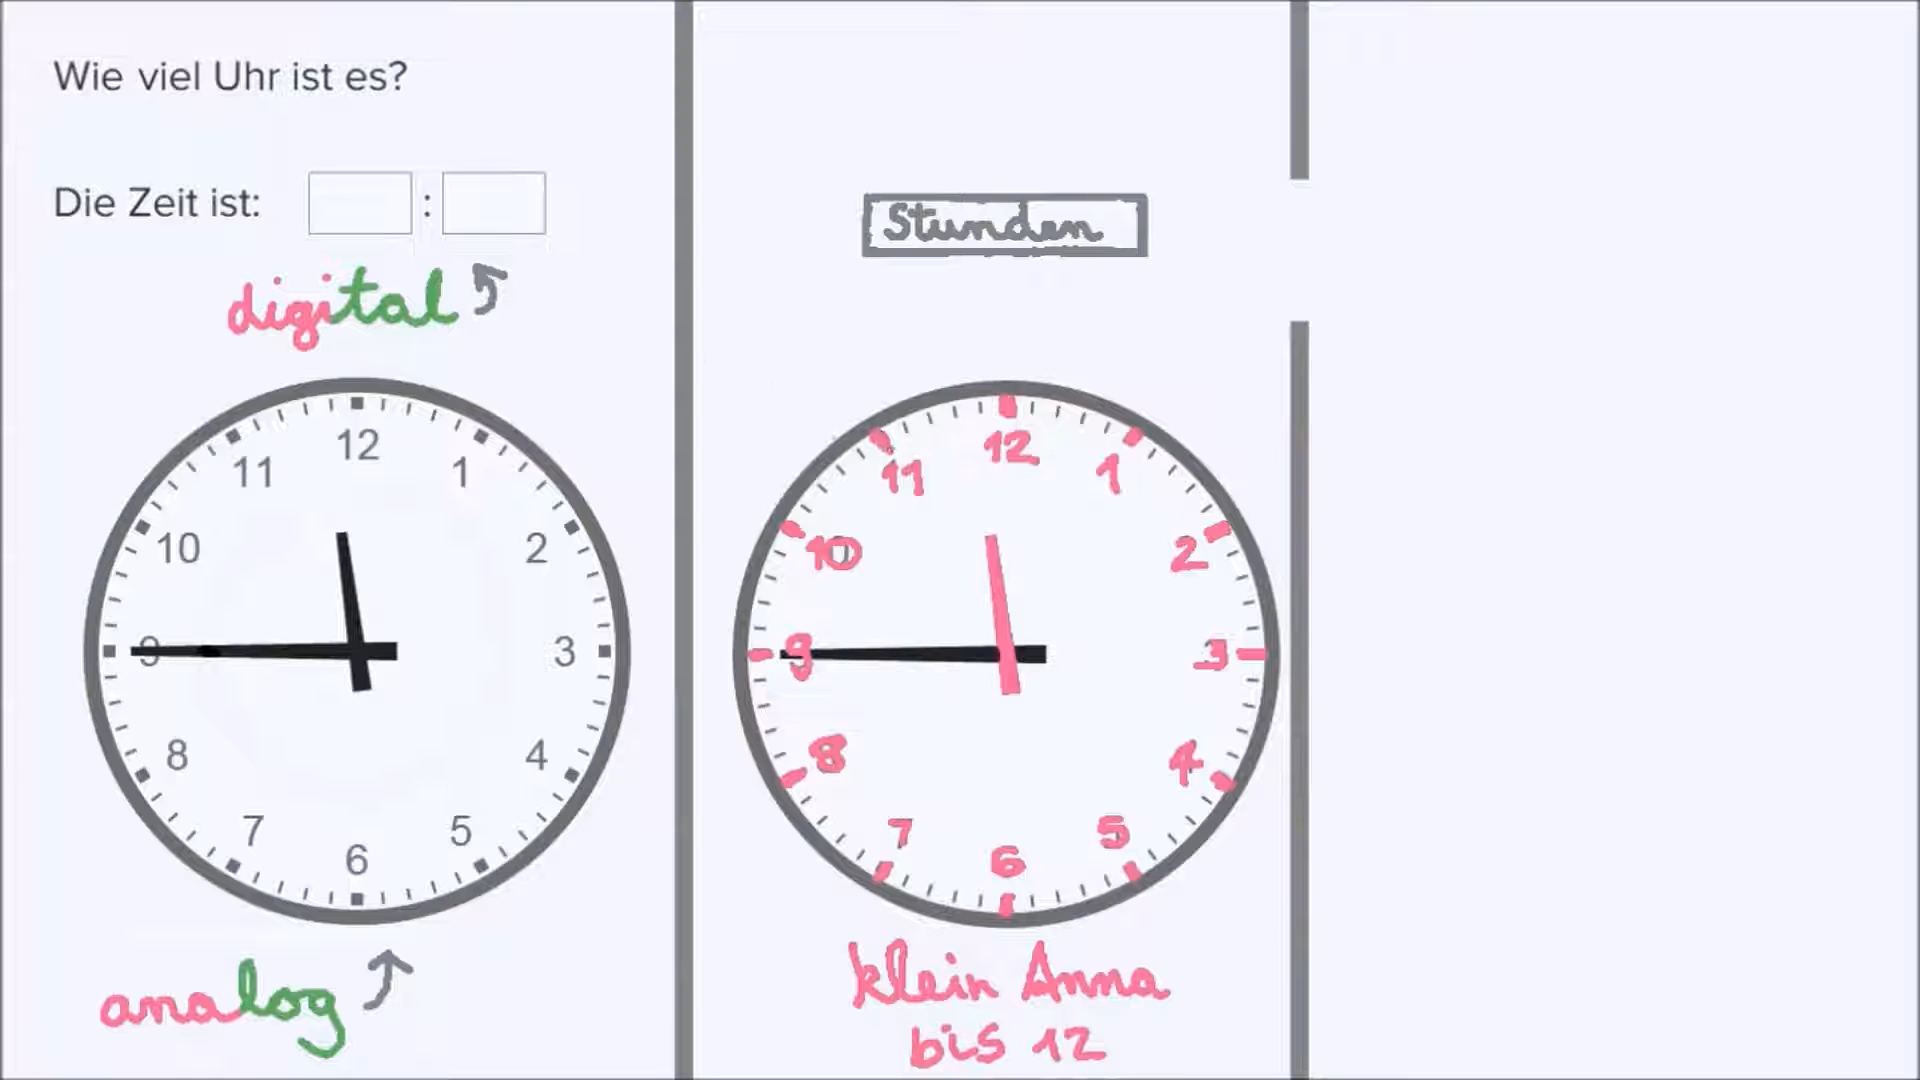 Wie viel Uhr ist es?
Die Zeit ist: :
digital
12
11 1
10 2
9 3
8 4
7 5
6
analog
Stunden
12
11 1
10 2
9 3
8 4
7 5
6
klein Anna
bis 12